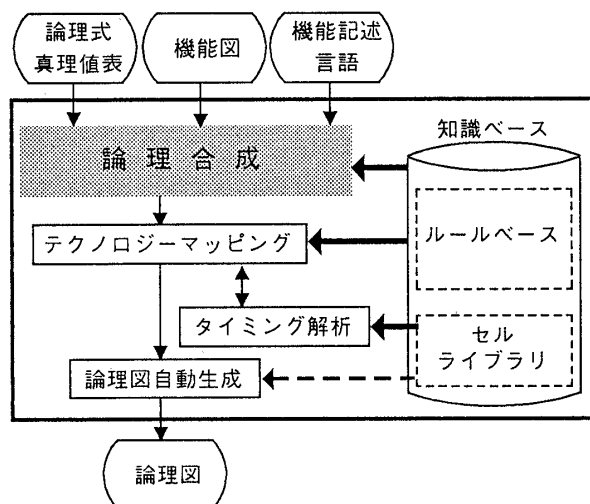 論理式
真理値表
機能図
機能記述
言語
知識ベース
論理合成
ルールベース
テクノロジーマッピング
タイミング解析
セル
ライブラリ
論理図自動生成
論理図